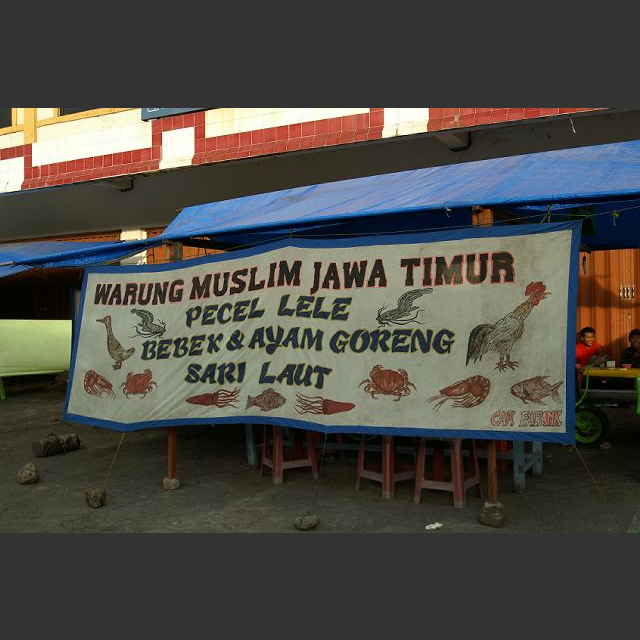 WARUNG MUSLIM JAWA TIMUR
PECEL LELE
BEBEK & AYAM GORENG
SARI LAUT